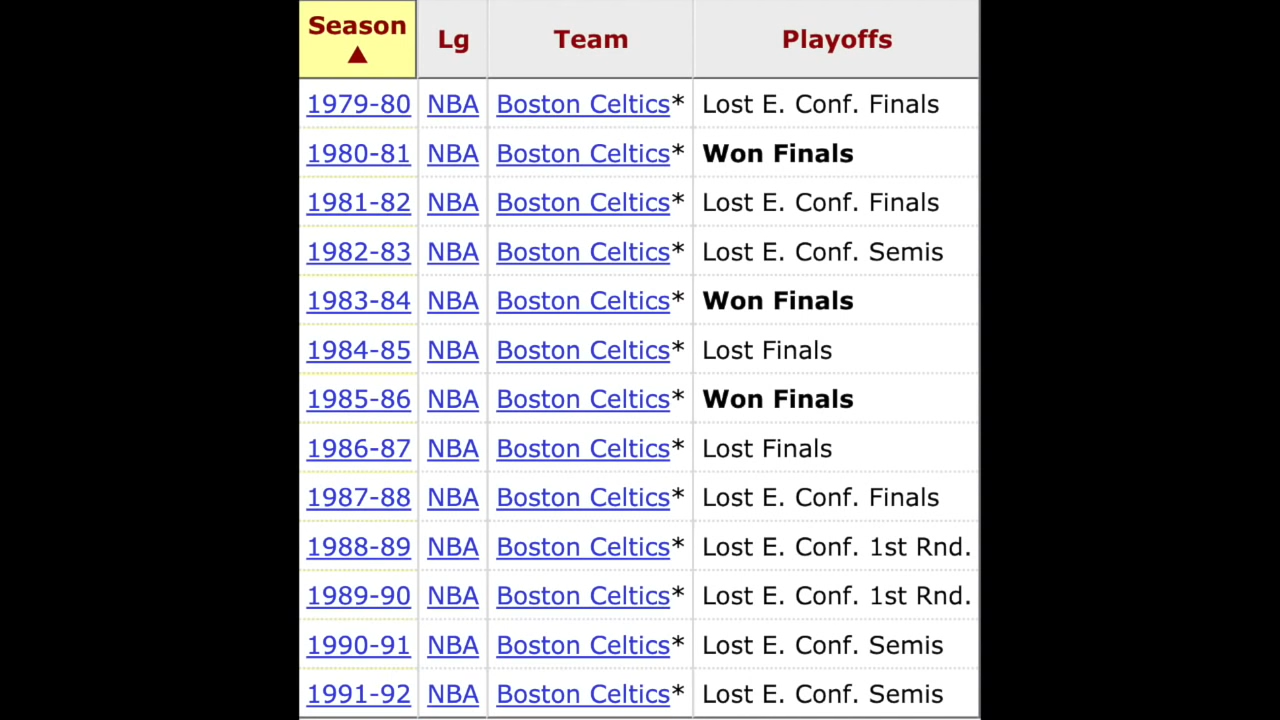 Season Lg Team Playoffs
▲
1979-80 NBA Boston Celtics* Lost E. Conf. Finals
1980-81 NBA Boston Celtics* Won Finals
1981-82 NBA Boston Celtics* Lost E. Conf. Finals
1982-83 NBA Boston Celtics* Lost E. Conf. Semis
1983-84 NBA Boston Celtics* Won Finals
1984-85 NBA Boston Celtics* Lost Finals
1985-86 NBA Boston Celtics* Won Finals
1986-87 NBA Boston Celtics* Lost Finals
1987-88 NBA Boston Celtics* Lost E. Conf. Finals
1988-89 NBA Boston Celtics* Lost E. Conf. 1st Rnd.
1989-90 NBA Boston Celtics* Lost E. Conf. 1st Rnd.
1990-91 NBA Boston Celtics* Lost E. Conf. Semis
1991-92 NBA Boston Celtics* Lost E. Conf. Semis